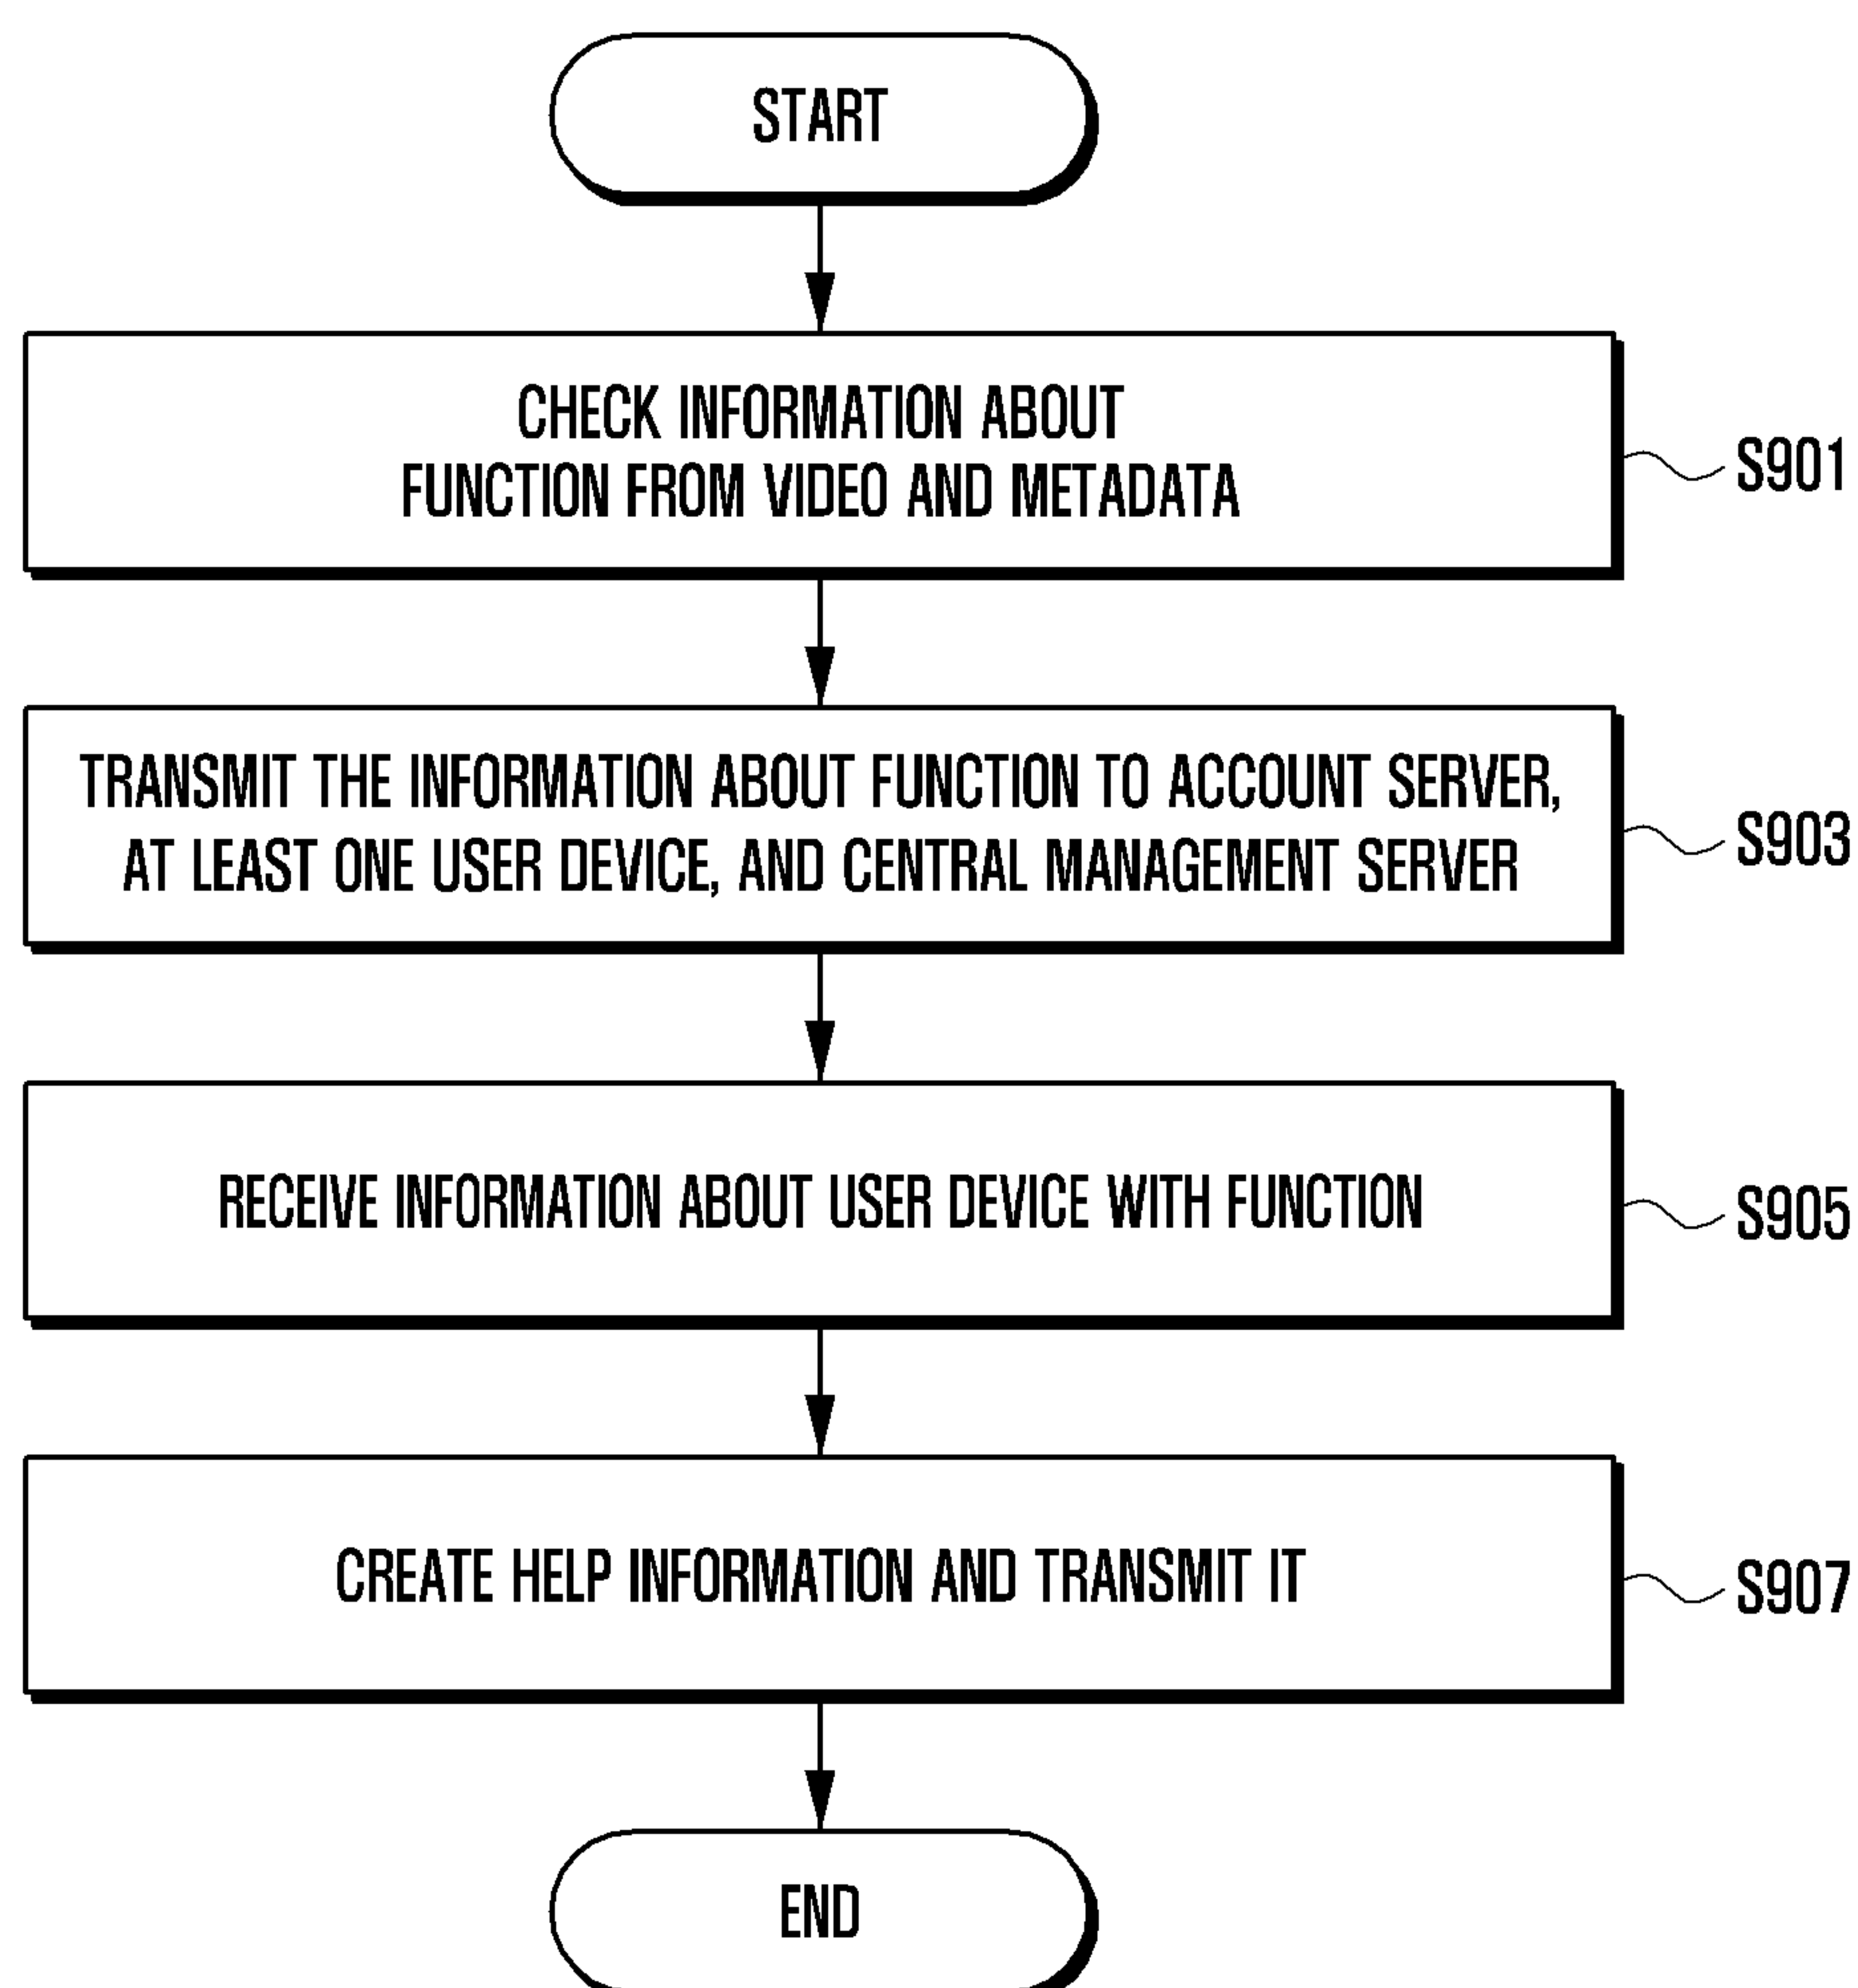 START
CHECK INFORMATION ABOUT
FUNCTION FROM VIDEO AND METADATA
S901
TRANSMIT THE INFORMATION ABOUT FUNCTION TO ACCOUNT SERVER,
AT LEAST ONE USER DEVICE, AND CENTRAL MANAGEMENT SERVER
S903
RECEIVE INFORMATION ABOUT USER DEVICE WITH FUNCTION
S905
CREATE HELP INFORMATION AND TRANSMIT IT
S907
END